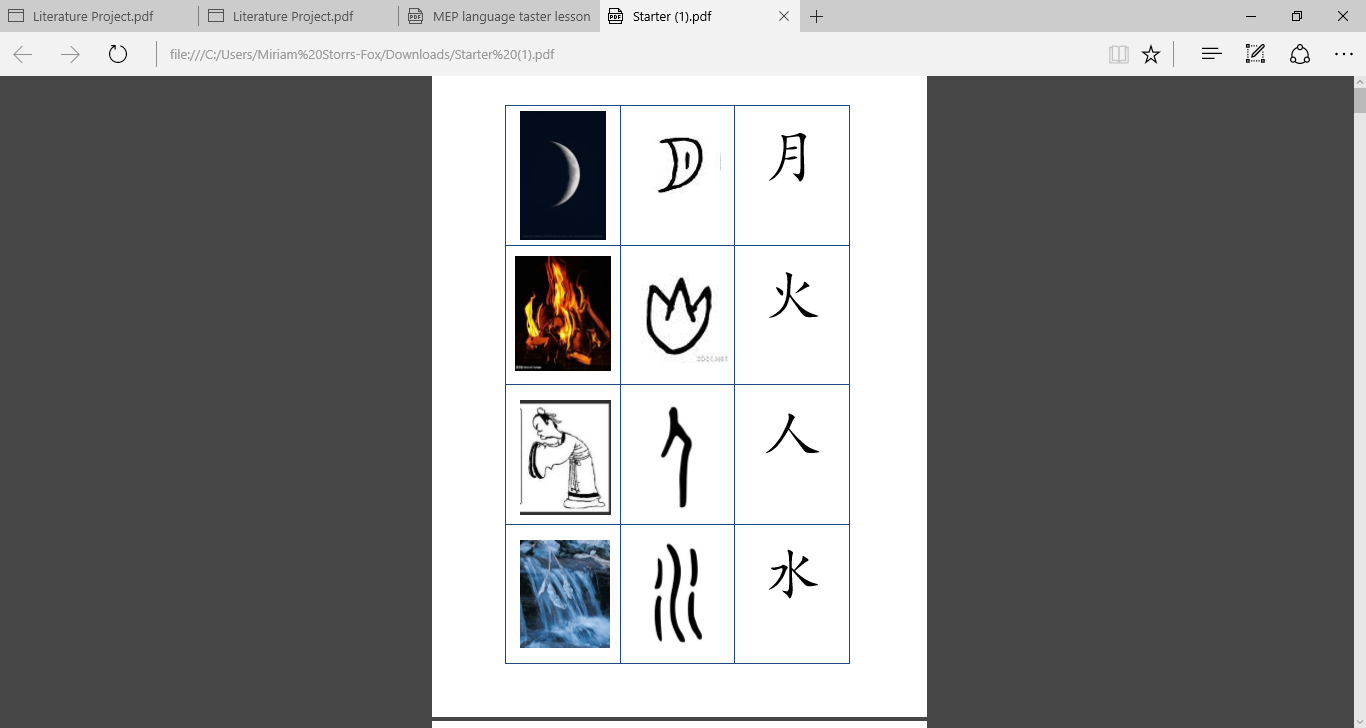 Literature Project.pdf
Literature Project.pdf
MEP language taster lesson
Starter (1).pdf
file:///C:/Users/Miriam%20Storrs-Fox/Downloads/Starter%20(1).pdf
月
火
人
水